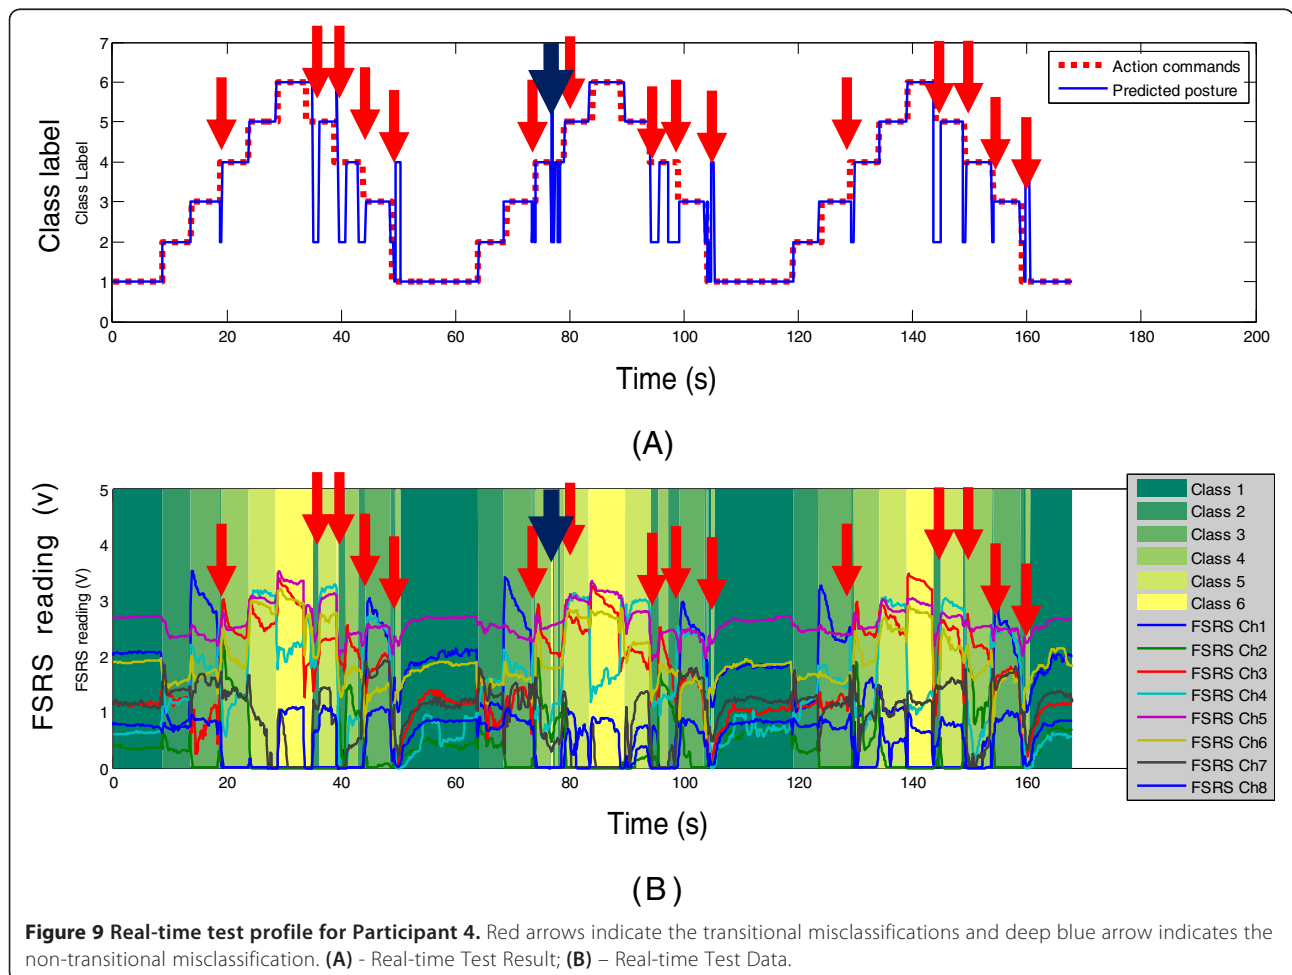 7
6
5
4
3
2
1
0
Class label
Class Label
Action commands
Predicted posture
0 20 40 60 80 100 120 140 160 180 200
Time (s)
(A)
5
4
3
2
1
0
FSRS reading (v)
FSRS reading (V)
Class 1
Class 2
Class 3
Class 4
Class 5
Class 6
FSRS Ch1
FSRS Ch2
FSRS Ch3
FSRS Ch4
FSRS Ch5
FSRS Ch6
FSRS Ch7
FSRS Ch8
0 20 40 60 80 100 120 140 160
Time (s)
(B)
Figure 9 Real-time test profile for Participant 4. Red arrows indicate the transitional misclassifications and deep blue arrow indicates the
non-transitional misclassification. (A) - Real-time Test Result; (B) – Real-time Test Data.